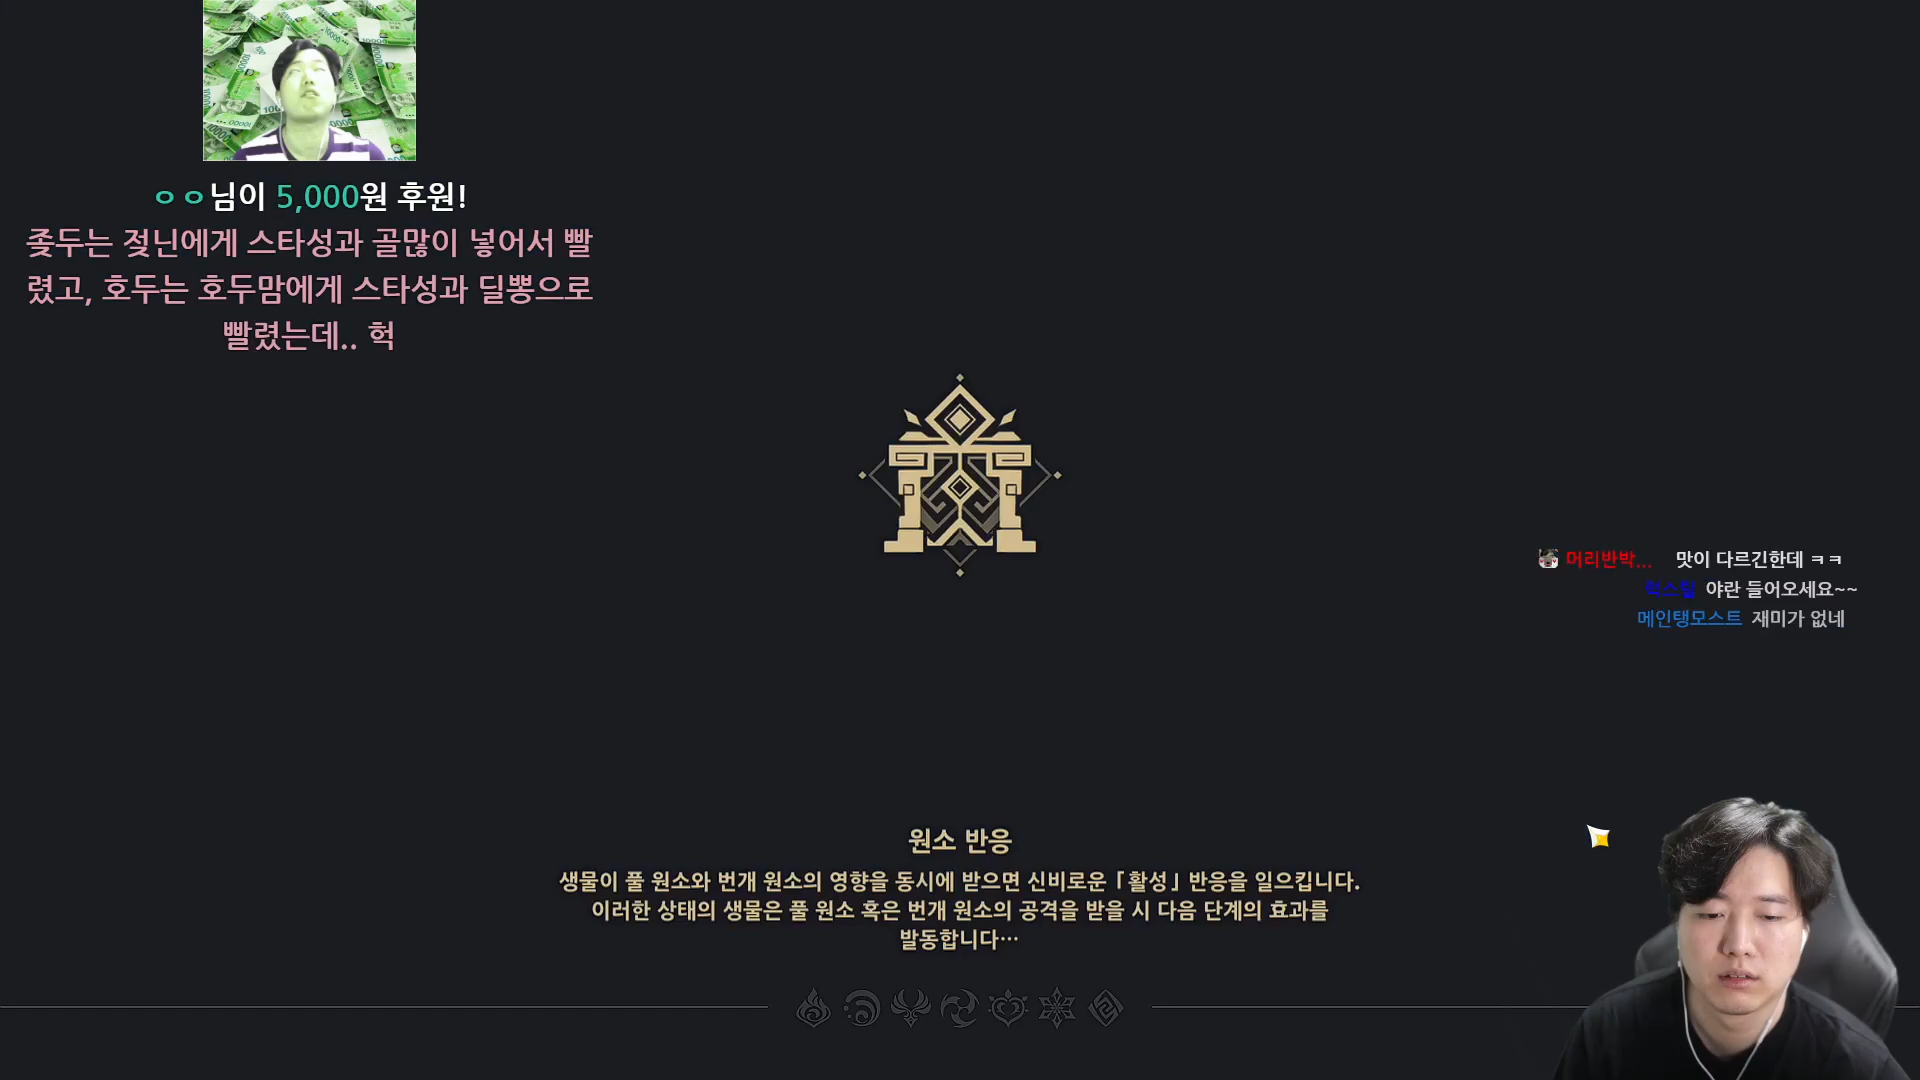 ㅇㅇ님이 5,000원 후원!
좆두는 젖닌에게 스타성과 골많이 넣어서 빨
렸고, 호두는 호두맘에게 스타성과 딜뽕으로
빨렸는데.. 헉
머리반박... 맛이 다르긴한데 ㅋㅋ
럭스탑 야란 들어오세요~~
메인탱모스트 재미가 없네
원소 반응
생물이 풀 원소와 번개 원소의 영향을 동시에 받으면 신비로운 「활성」 반응을 일으킵니다.
이러한 상태의 생물은 풀 원소 혹은 번개 원소의 공격을 받을 시 다음 단계의 효과를
발동합니다…